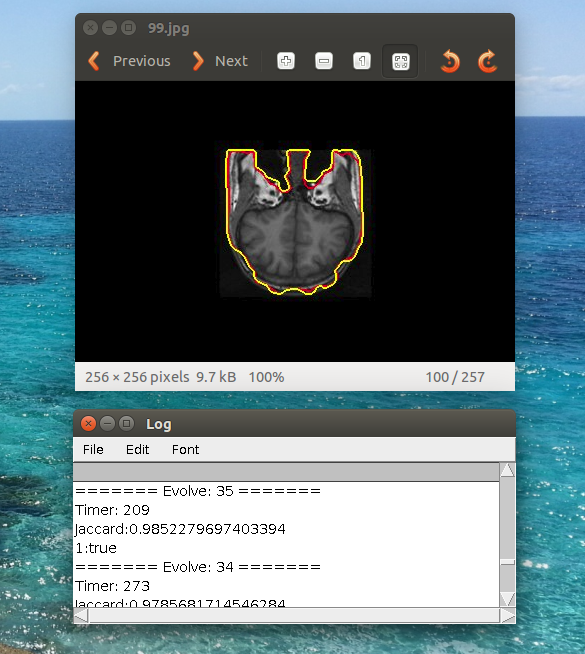 99.jpg
Previous
Next
1
256 × 256 pixels 9.7 kB 100%
100 / 257
Log
File Edit Font
======= Evolve: 35 =======
Timer: 209
Jaccard:0.9852279697403394
1:true
======= Evolve: 34 =======
Timer: 273
Jaccard:0.9785681714546284